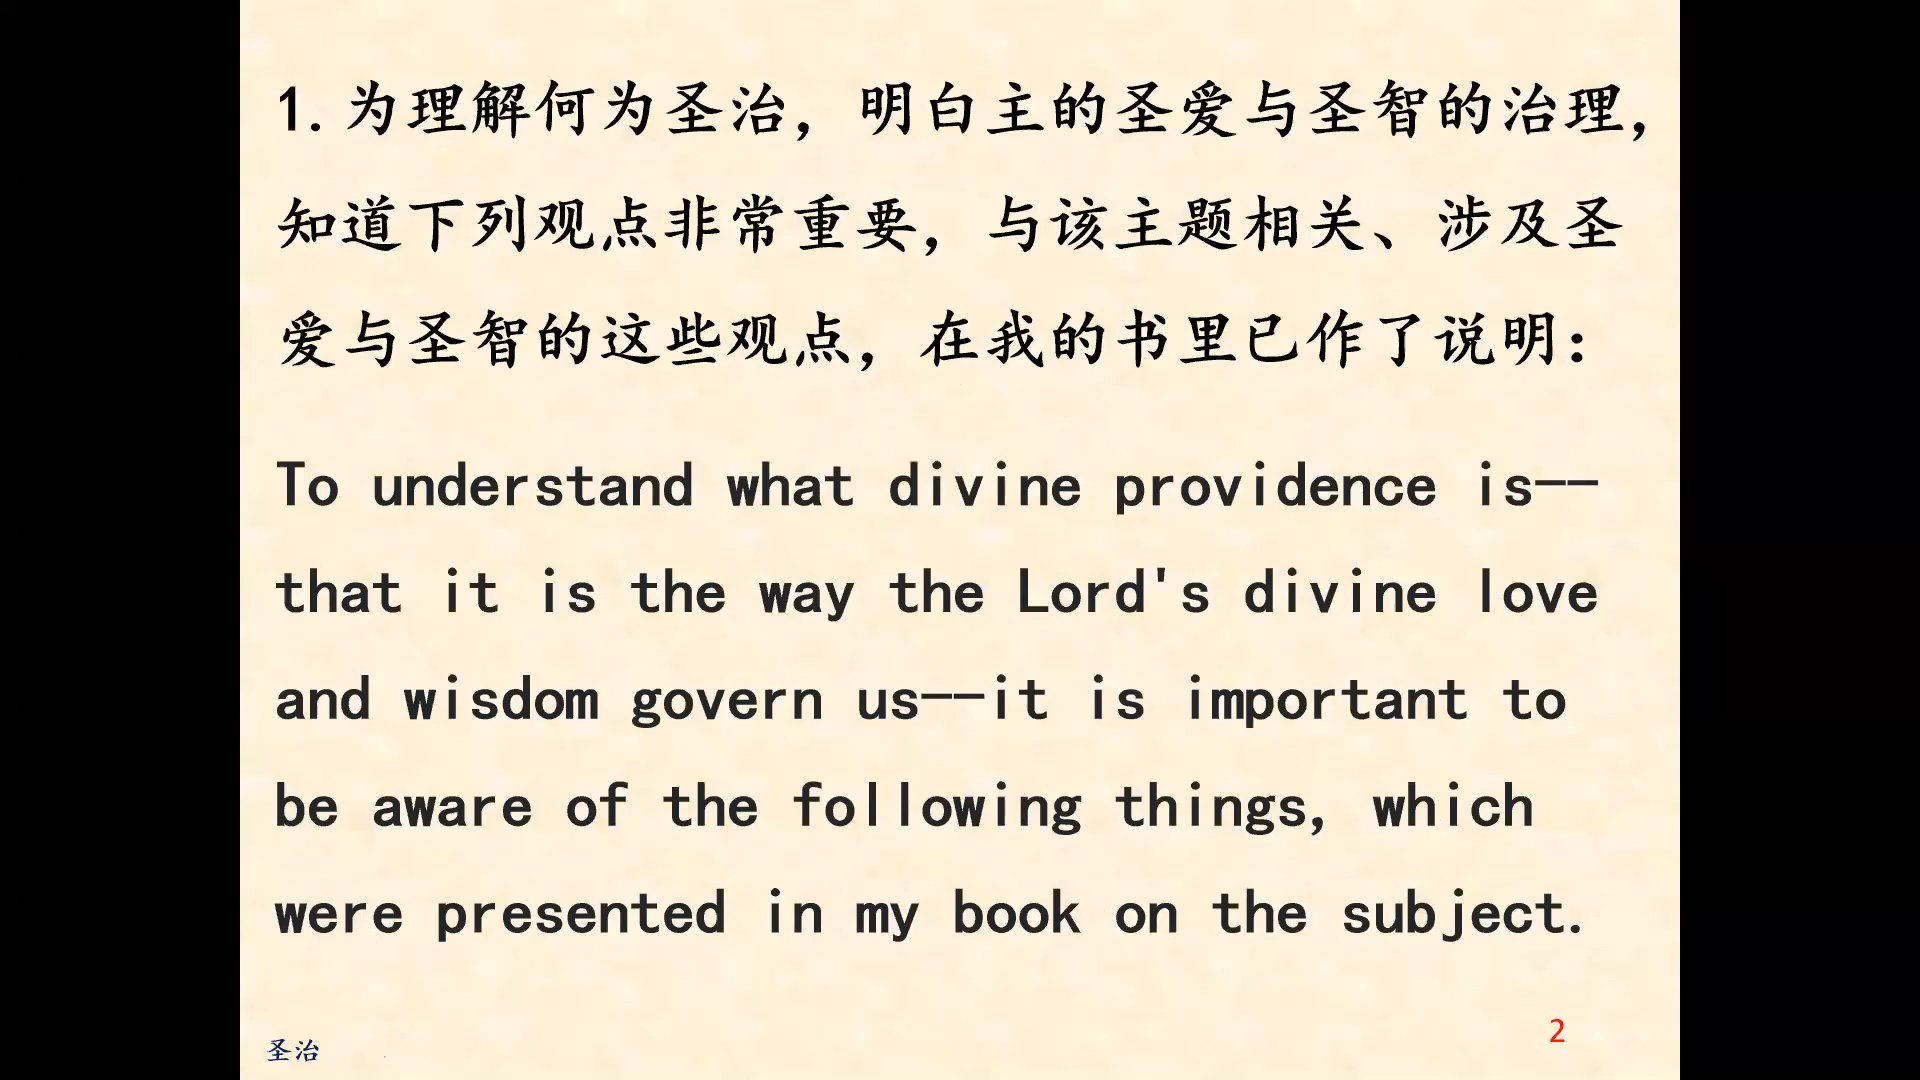 1.为理解何为圣治，明白主的圣爱与圣智的治理，
知道下列观点非常重要，与该主题相关、涉及圣
爱与圣智的这些观点，在我的书里已作了说明：
To understand what divine providence is--
that it is the way the Lord's divine love
and wisdom govern us--it is important to
be aware of the following things, which
were presented in my book on the subject.
圣治
2